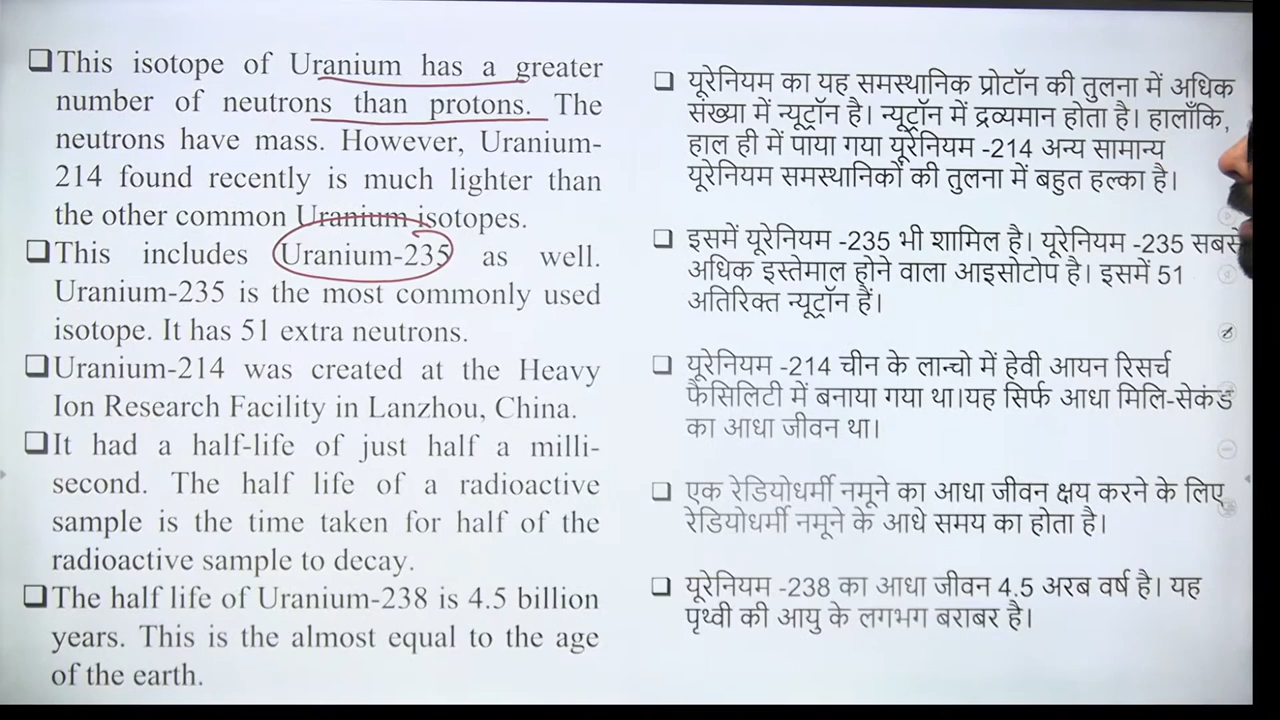 ❑This isotope of Uranium has a greater
number of neutrons than protons. The
neutrons have mass. However, Uranium-
214 found recently is much lighter than
the other common Uranium isotopes.
❑This includes Uranium-235 as well.
Uranium-235 is the most commonly used
isotope. It has 51 extra neutrons.
❑Uranium-214 was created at the Heavy
Ion Research Facility in Lanzhou, China.
❑It had a half-life of just half a milli-
second. The half life of a radioactive
sample is the time taken for half of the
radioactive sample to decay.
❑The half life of Uranium-238 is 4.5 billion
years. This is the almost equal to the age
of the earth.
❑ यूरेनियम का यह समस्थानिक प्रोटॉन की तुलना में अधिक
संख्या में न्यूट्रॉन है। न्यूट्रॉन में द्रव्यमान होता है। हालाँकि,
हाल ही में पाया गया यूरेनियम -214 अन्य सामान्य
यूरेनियम समस्थानिकों की तुलना में बहुत हल्का है।
❑ इसमें यूरेनियम -235 भी शामिल है। यूरेनियम -235 सबसे
अधिक इस्तेमाल होने वाला आइसोटोप है। इसमें 51
अतिरिक्त न्यूट्रॉन हैं।
❑ यूरेनियम -214 चीन के लान्चो में हेवी आयन रिसर्च
फैसिलिटी में बनाया गया था।यह सिर्फ आधा मिलि-सेकंड
का आधा जीवन था।
❑ एक रेडियोधर्मी नमूने का आधा जीवन क्षय करने के लिए
रेडियोधर्मी नमूने के आधे समय का होता है।
❑ यूरेनियम -238 का आधा जीवन 4.5 अरब वर्ष है। यह
पृथ्वी की आयु के लगभग बराबर है।